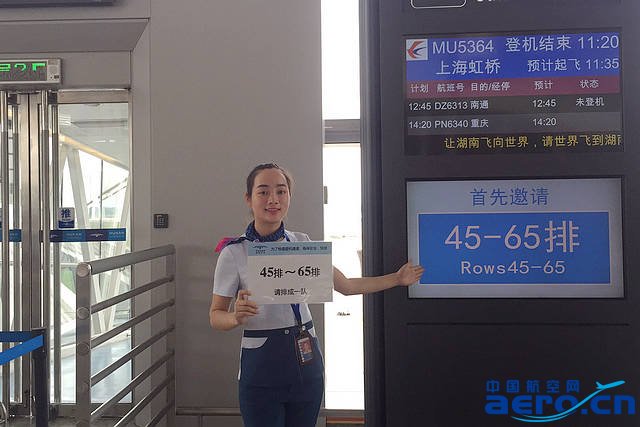 MU5364 登机结束 11:20
上海虹桥 预计起飞 11:35
计划 航班号 目的/经停 预计 状态
12:45 DZ6313 南通 12:45 未登机
14:20 PN6340 重庆 14:20
让湖南飞向世界，请世界飞到湖南
首先邀请
45-65排
Rows45-65
45排～65排
请排成一队
推
中国航空网
aero.cn